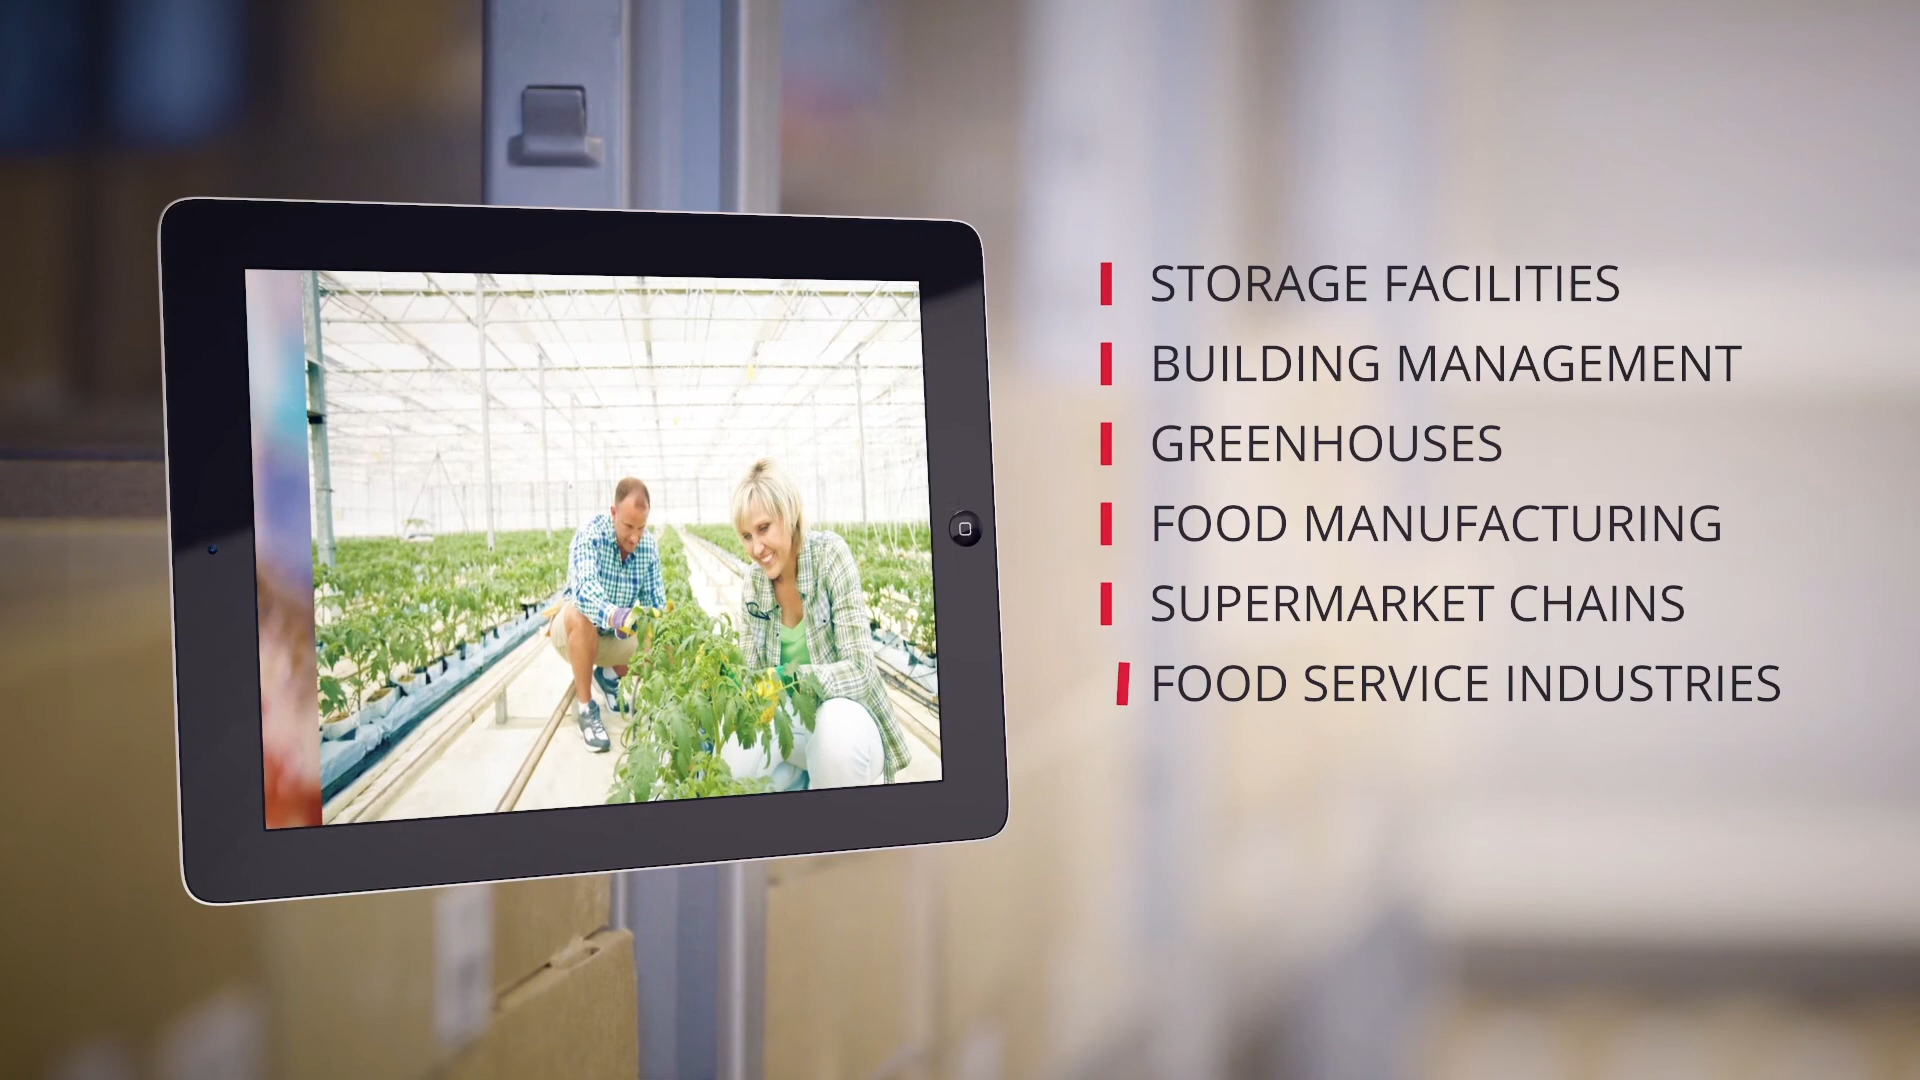 STORAGE FACILITIES
BUILDING MANAGEMENT
GREENHOUSES
FOOD MANUFACTURING
SUPERMARKET CHAINS
FOOD SERVICE INDUSTRIES